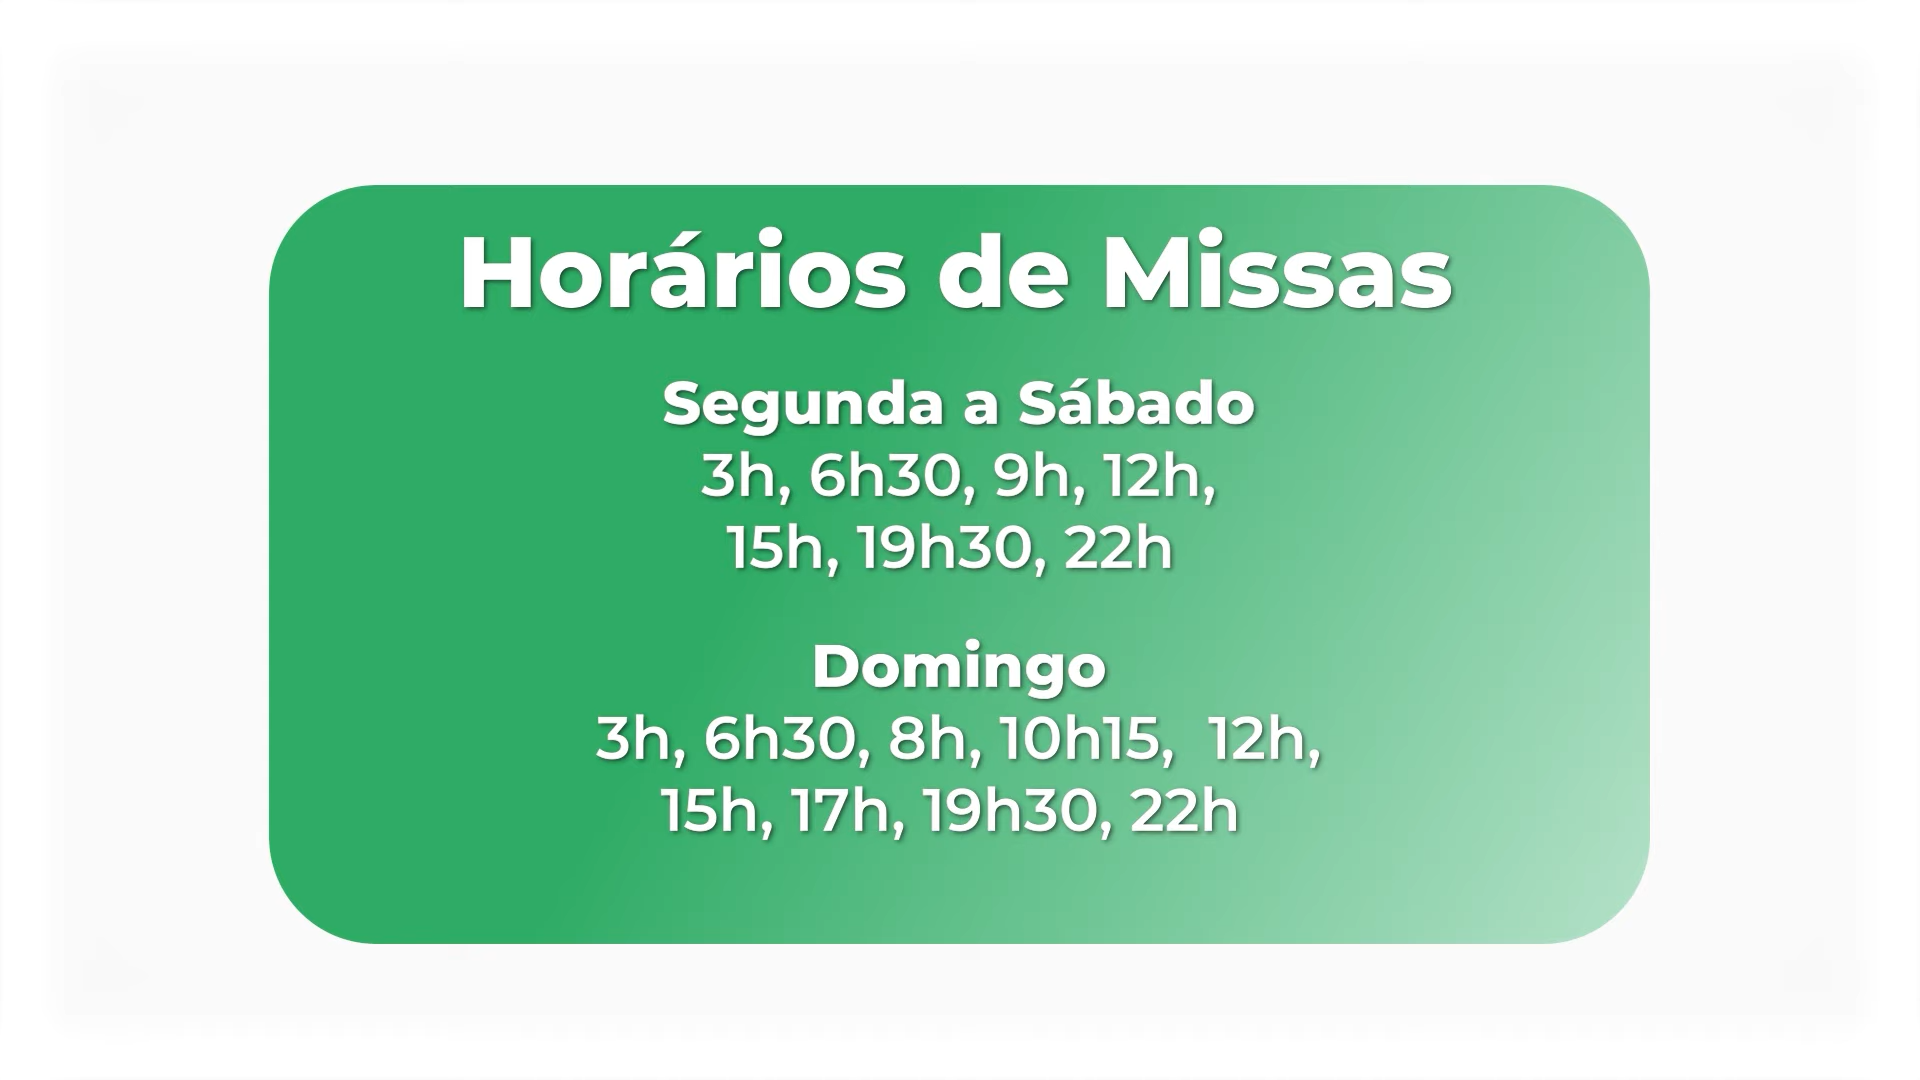 Horários de Missas
Segunda a Sábado
3h, 6h30, 9h, 12h,
15h, 19h30, 22h
Domingo
3h, 6h30, 8h, 10h15,  12h,
15h, 17h, 19h30, 22h